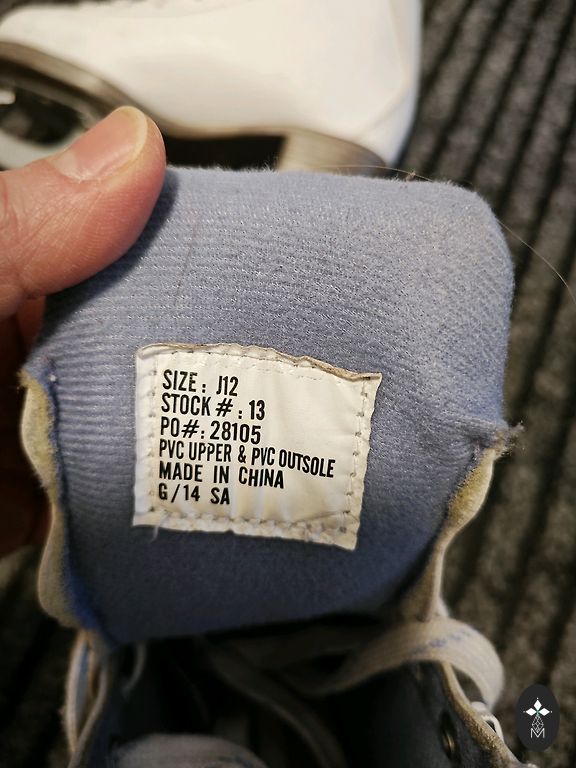 SIZE: J12
STOCK #: 13
PO#: 28105
PVC UPPER & PVC OUTSOLE
MADE IN CHINA
G/14 SA